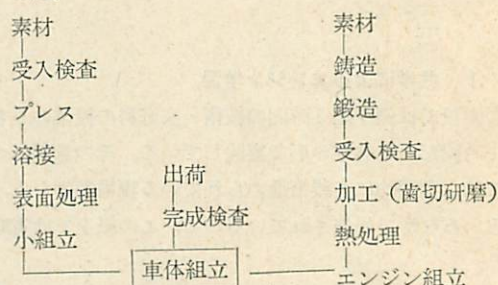 素材
受入検査
プレス
溶接
表面処理
小組立
出荷
完成検査
車体組立
素材
鋳造
鍛造
受入検査
加工（歯切研磨）
熱処理
エンジン組立